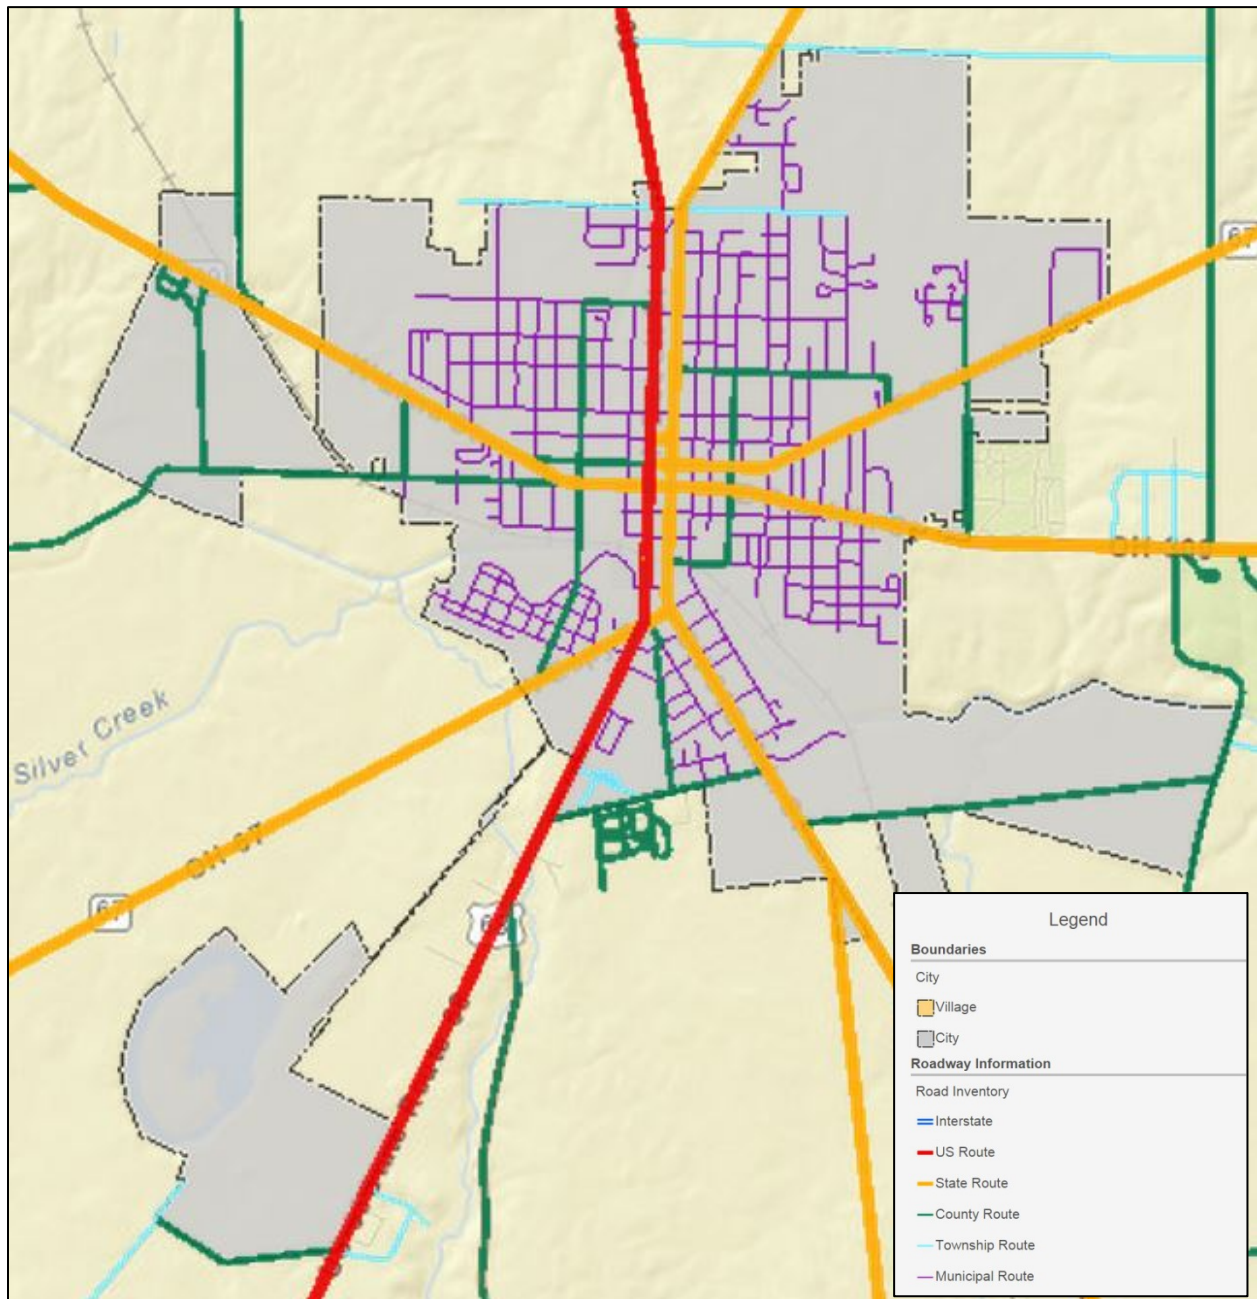 67
Silver Creek
67
Legend
Boundaries
City
Village
City
Roadway Information
Road Inventory
Interstate
US Route
State Route
County Route
Township Route
Municipal Route